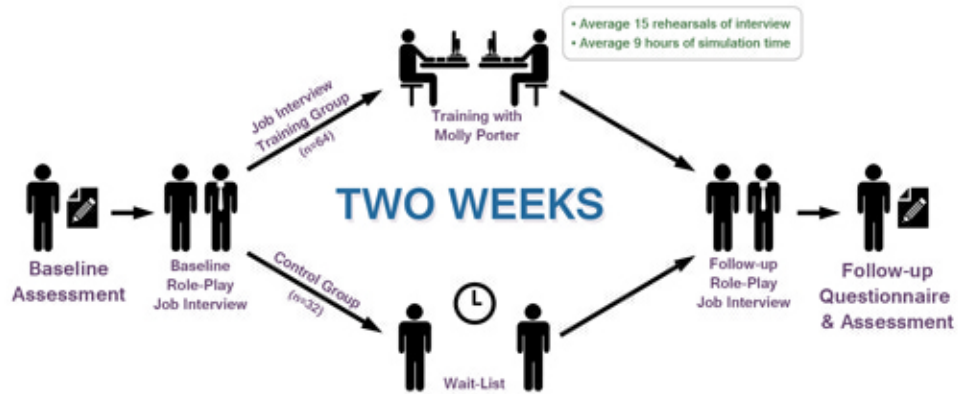 • Average 15 rehearsals of interview
• Average 9 hours of simulation time
Job Interview
Training Group
(n=64)
Training with
Molly Porter
TWO WEEKS
Baseline
Assessment
Baseline
Role-Play
Job Interview
Control Group
(n=32)
Wait-List
Follow-up
Role-Play
Job Interview
Follow-up
Questionnaire
& Assessment